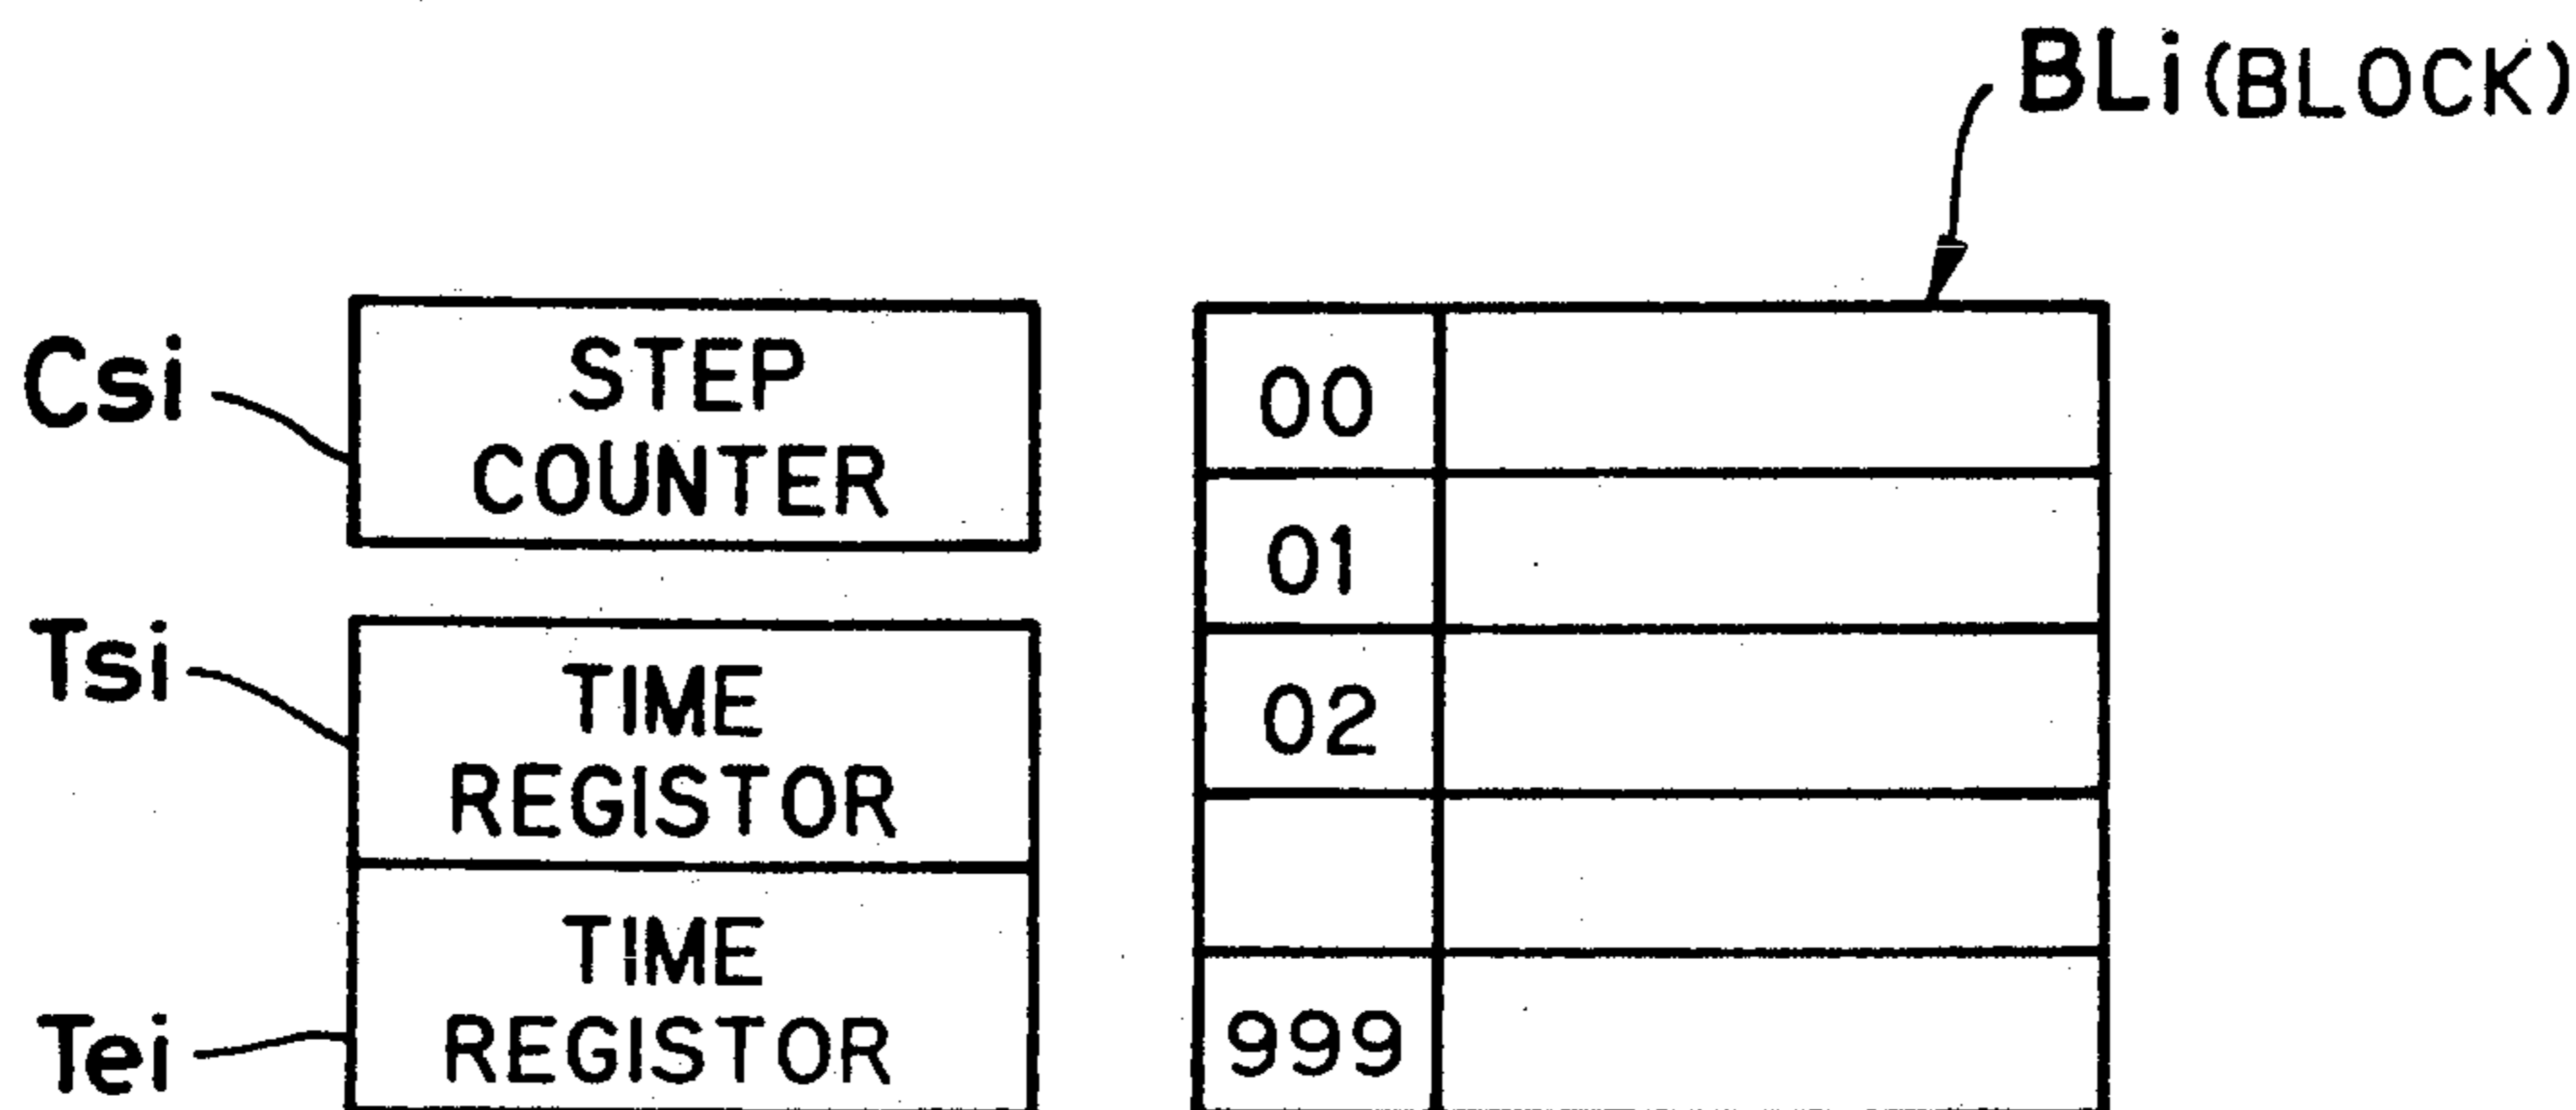 BLi (BLOCK)
Csi
STEP
COUNTER
Tsi
TIME
REGISTOR
Tei
TIME
REGISTOR
00
01
02
999